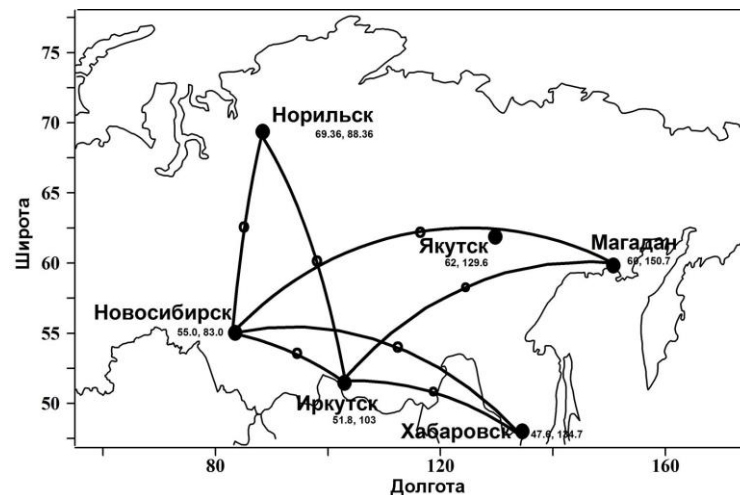 75
Норильск
70
69.36, 88.36
65
Широта
Якутск
Магадан
62, 129.6
60, 150.7
60
Новосибирск
55.0, 83.0
55
50
Иркутск
51.8, 103
Хабаровск
47.6, 134.7
80
120
160
Долгота